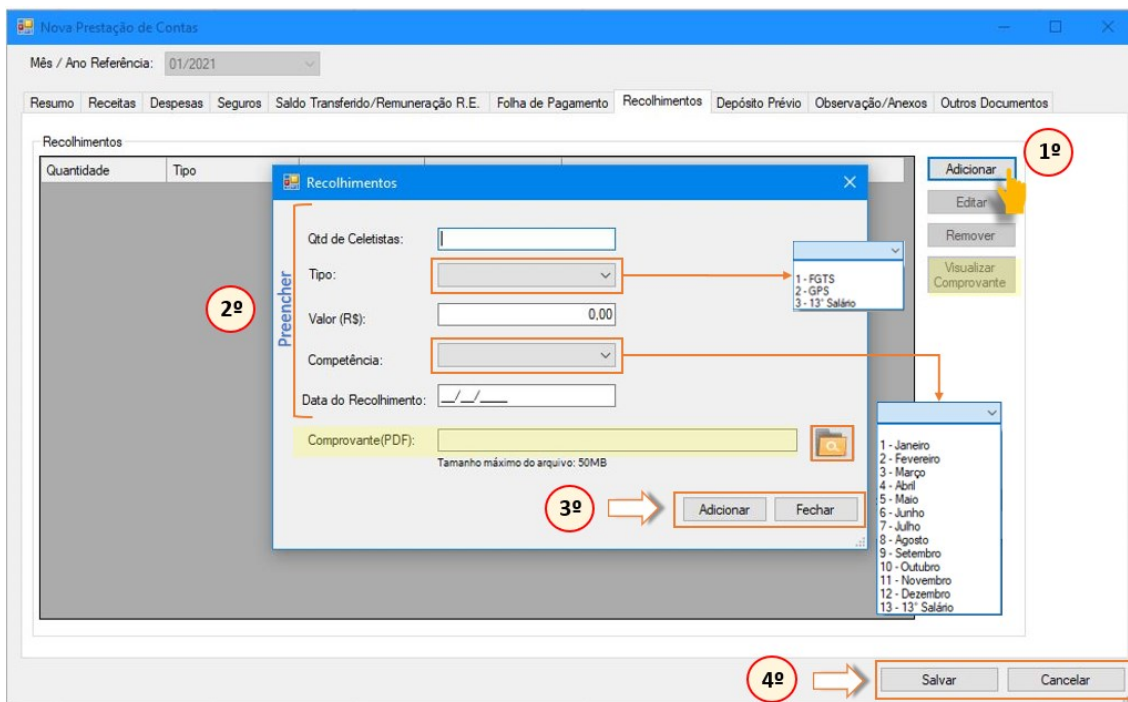 Nova Prestação de Contas
Mês / Ano Referência: 01/2021
Resumo Receitas Despesas Seguros Saldo Transferido/Remuneração R.E. Folha de Pagamento Recolhimentos Depósito Prévio Observação/Anexos Outros Documentos
Recolhimentos
Quantidade Tipo
Adicionar
1º
Editar
Remover
Visualizar
Comprovante
Recolhimentos
2º
Preencher
Qtd de Celetistas:
Tipo:
1 - FGTS
2 - GPS
3 - 13° Salário
Valor (R$): 0,00
Competência:
1 - Janeiro
2 - Fevereiro
3 - Março
4 - Abril
5 - Maio
6 - Junho
7 - Julho
8 - Agosto
9 - Setembro
10 - Outubro
11 - Novembro
12 - Dezembro
13 - 13° Salário
Data do Recolhimento: __/__/____
Comprovante(PDF):
Tamanho máximo do arquivo: 50MB
3º
Adicionar Fechar
4º
Salvar Cancelar